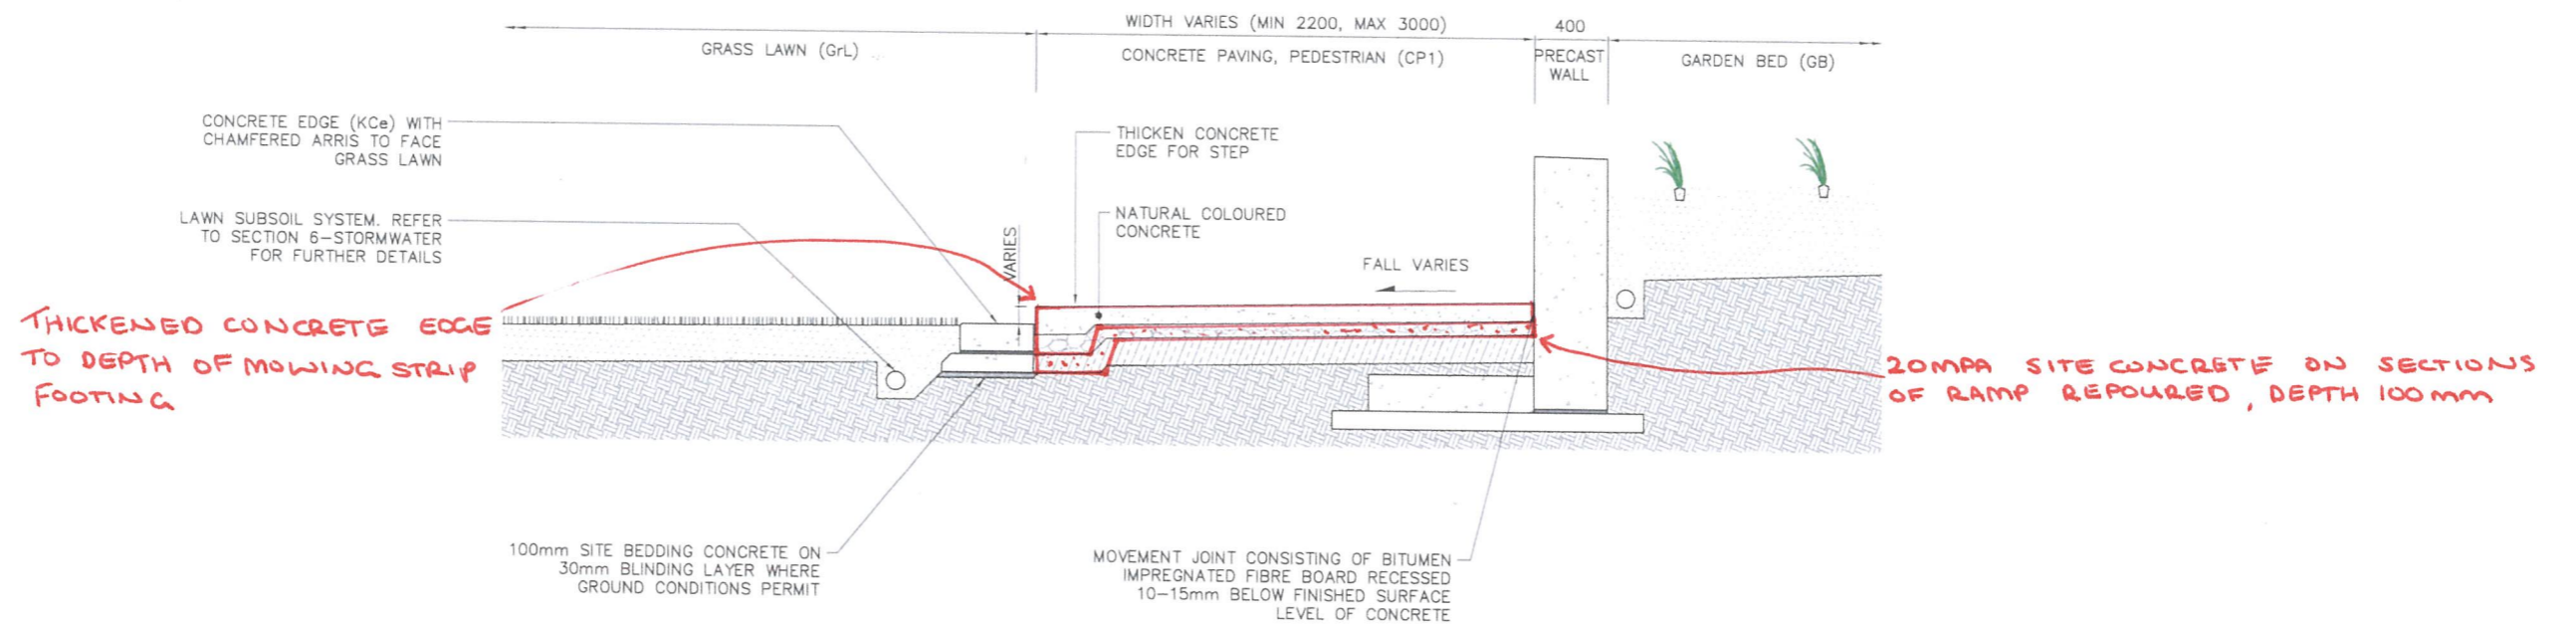 WIDTH VARIES (MIN 2200, MAX 3000)
400
GRASS LAWN (GrL)
CONCRETE PAVING, PEDESTRIAN (CP1)
PRECAST
WALL
GARDEN BED (GB)
CONCRETE EDGE (KCe) WITH
CHAMFERED ARRIS TO FACE
GRASS LAWN
THICKEN CONCRETE
EDGE FOR STEP
LAWN SUBSOIL SYSTEM. REFER
TO SECTION 6-STORMWATER
FOR FURTHER DETAILS
NATURAL COLOURED
CONCRETE
VARIES
FALL VARIES
THICKENED CONCRETE EDGE
TO DEPTH OF MOWING STRIP
FOOTING
20MPA SITE CONCRETE ON SECTIONS
OF RAMP REPOURED, DEPTH 100mm
100mm SITE BEDDING CONCRETE ON
30mm BLINDING LAYER WHERE
GROUND CONDITIONS PERMIT
MOVEMENT JOINT CONSISTING OF BITUMEN
IMPREGNATED FIBRE BOARD RECESSED
10-15mm BELOW FINISHED SURFACE
LEVEL OF CONCRETE